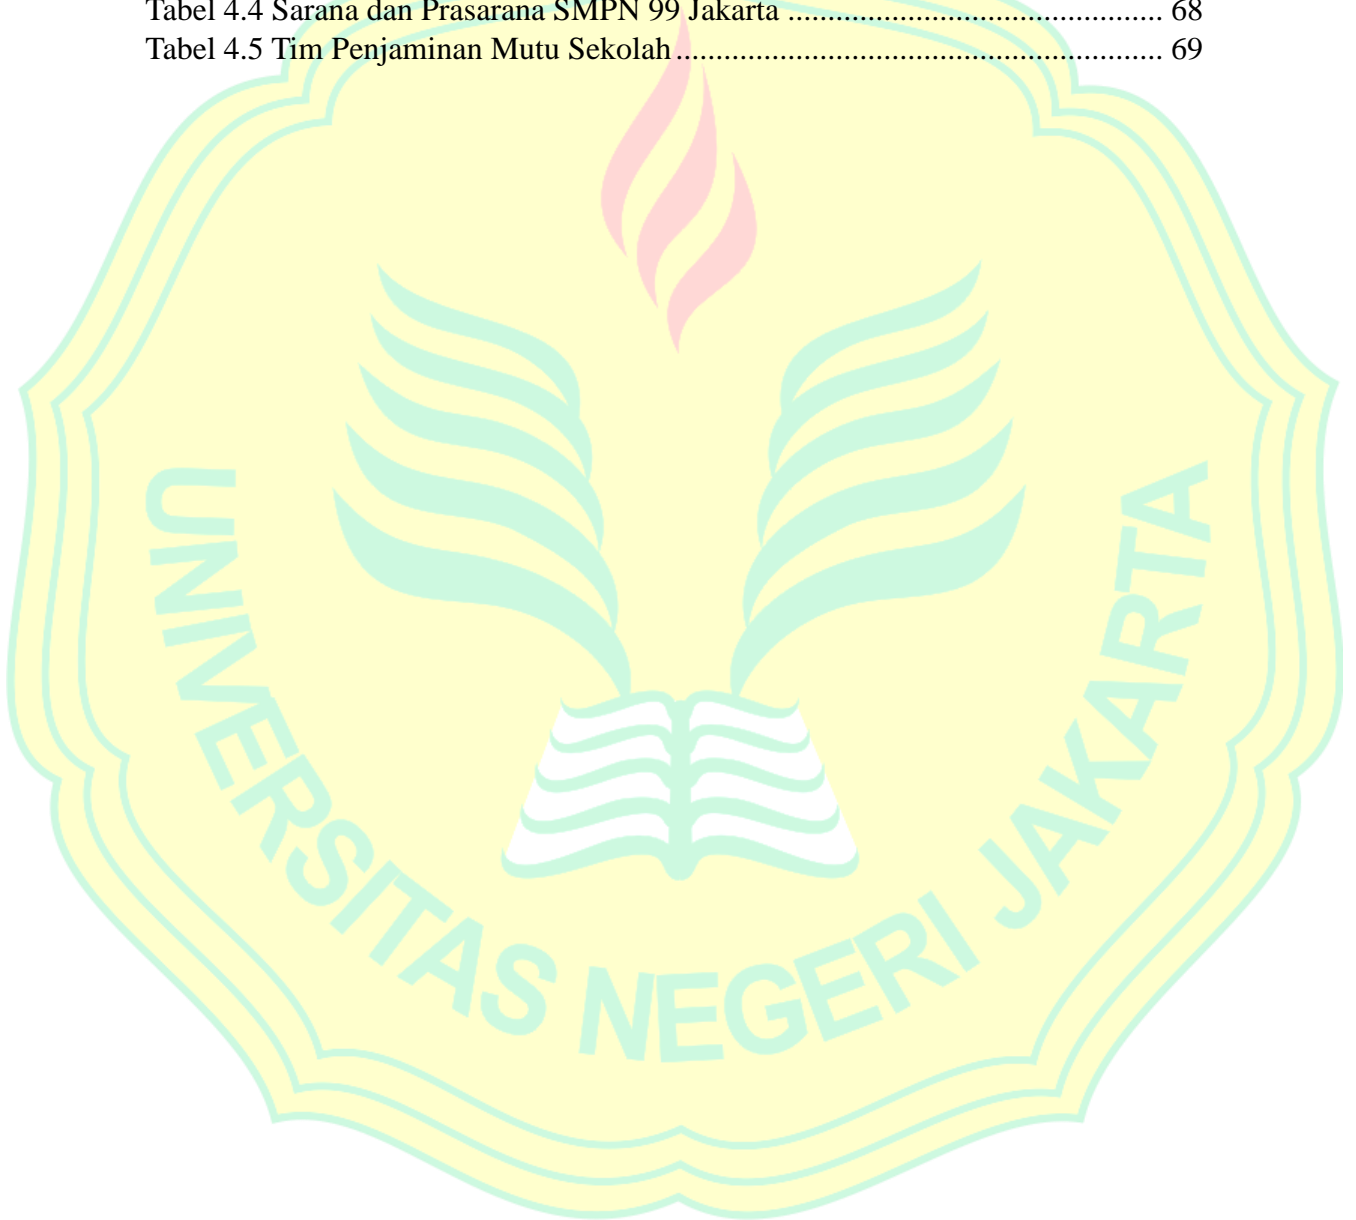 Tabel 4.4 Sarana dan Prasarana SMPN 99 Jakarta ............................................... 68
Tabel 4.5 Tim Penjaminan Mutu Sekolah ............................................................. 69
UNIVERSITAS NEGERI JAKARTA